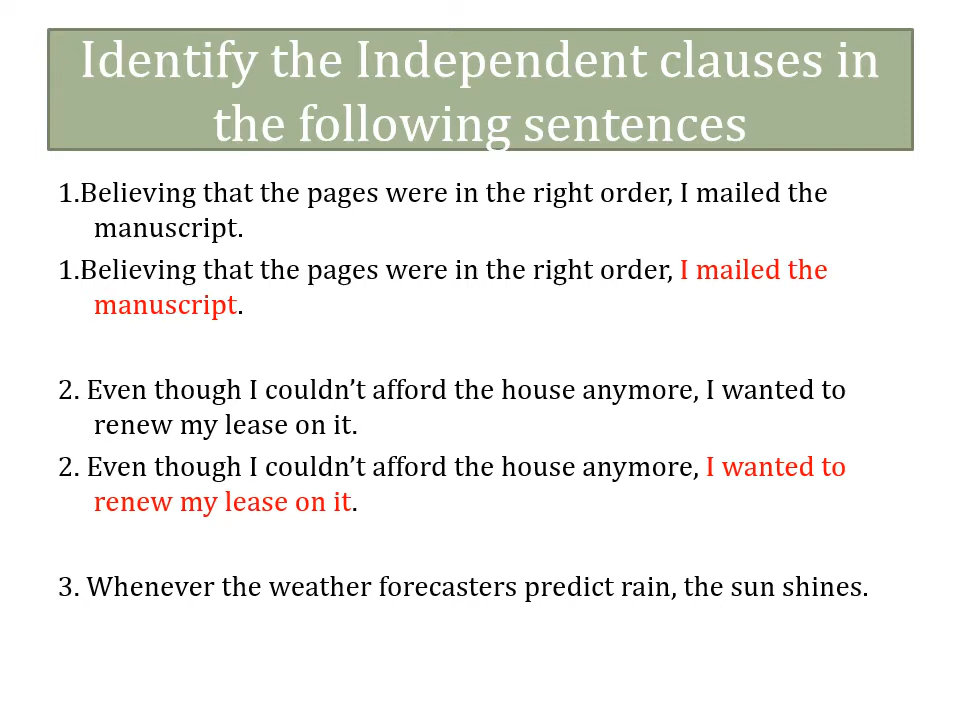 Identify the Independent clauses in
the following sentences
1.Believing that the pages were in the right order, I mailed the
manuscript.
1.Believing that the pages were in the right order, I mailed the
manuscript.
2. Even though I couldn’t afford the house anymore, I wanted to
renew my lease on it.
2. Even though I couldn’t afford the house anymore, I wanted to
renew my lease on it.
3. Whenever the weather forecasters predict rain, the sun shines.